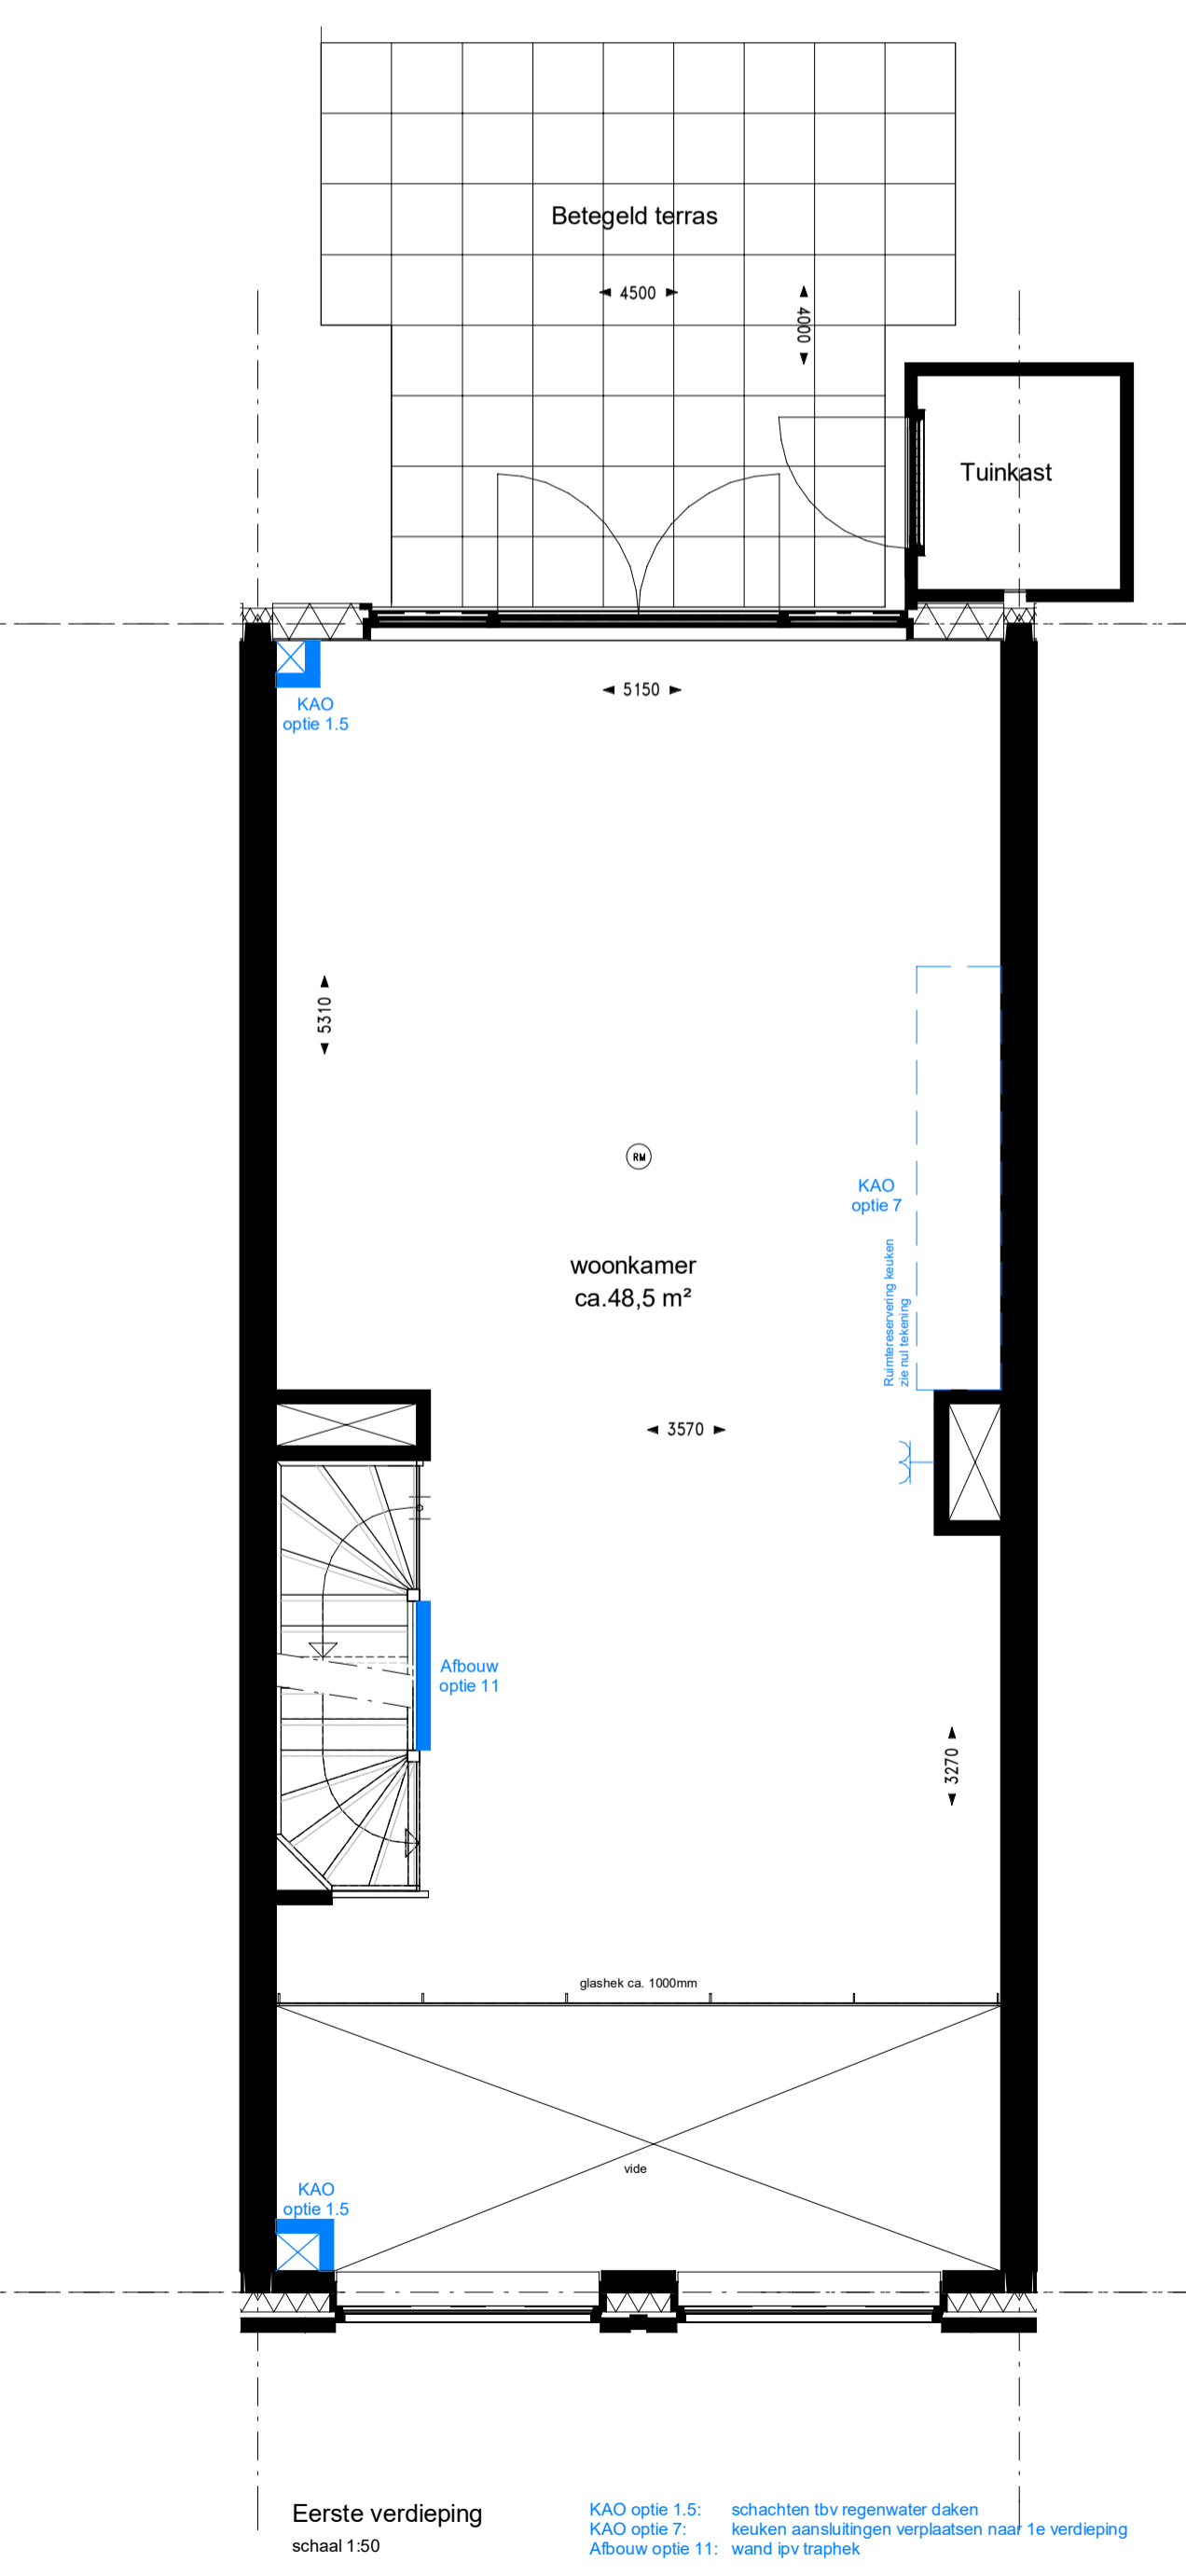 Betegeld terras
4500
4000
Tuinkast
5150
KAO
optie 1.5
5310
RM
KAO
optie 7
woonkamer
ca.48,5 m²
Ruimtereservering keuken
zie nul tekening
3570
Afbouw
optie 11
3270
glashek ca. 1000mm
vide
KAO
optie 1.5
Eerste verdieping
schaal 1:50
KAO optie 1.5: schachten tbv regenwater daken
KAO optie 7: keuken aansluitingen verplaatsen naar 1e verdieping
Afbouw optie 11: wand ipv traphek